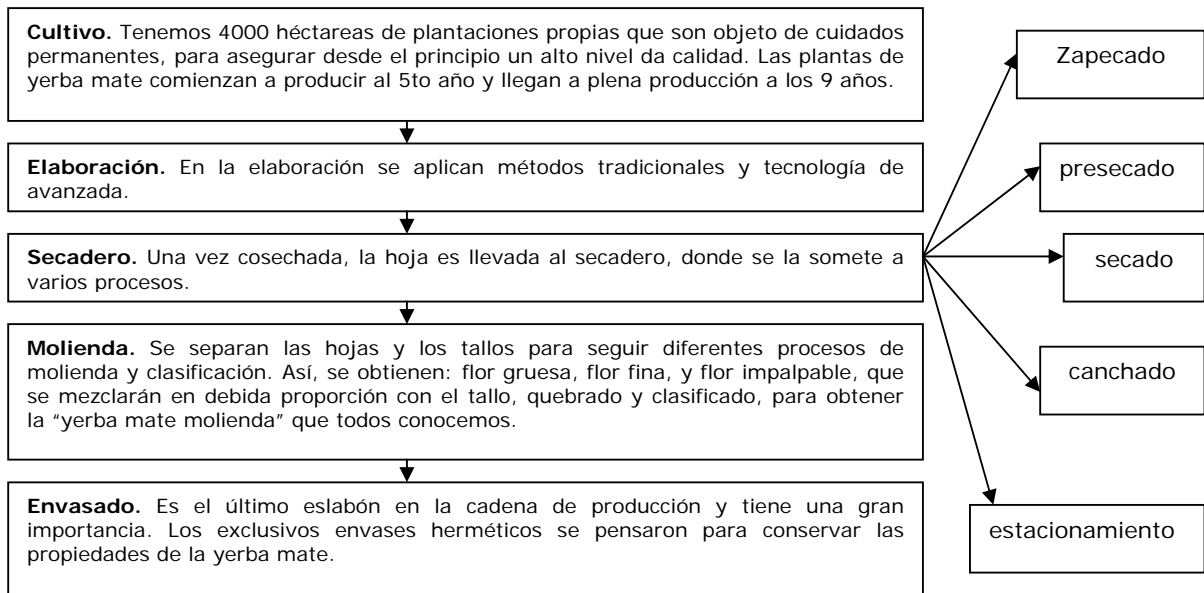 Cultivo. Tenemos 4000 héctareas de plantaciones propias que son objeto de cuidados
permanentes, para asegurar desde el principio un alto nivel da calidad. Las plantas de
yerba mate comienzan a producir al 5to año y llegan a plena producción a los 9 años.
Elaboración. En la elaboración se aplican métodos tradicionales y tecnología de
avanzada.
Secadero. Una vez cosechada, la hoja es llevada al secadero, donde se la somete a
varios procesos.
Molienda. Se separan las hojas y los tallos para seguir diferentes procesos de
molienda y clasificación. Así, se obtienen: flor gruesa, flor fina, y flor impalpable, que
se mezclarán en debida proporción con el tallo, quebrado y clasificado, para obtener
la “yerba mate molienda” que todos conocemos.
Envasado. Es el último eslabón en la cadena de producción y tiene una gran
importancia. Los exclusivos envases herméticos se pensaron para conservar las
propiedades de la yerba mate.
Zapecado
presecado
secado
canchado
estacionamiento